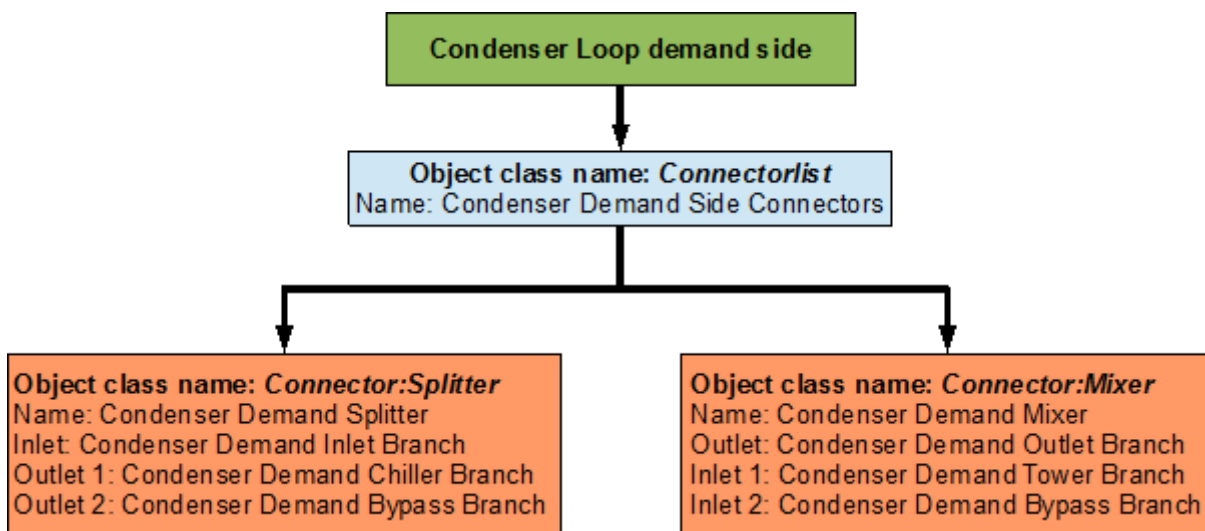 Condenser Loop demand side
Object class name: Connectorlist
Name: Condenser Demand Side Connectors
Object class name: Connector:Splitter
Name: Condenser Demand Splitter
Inlet: Condenser Demand Inlet Branch
Outlet 1: Condenser Demand Chiller Branch
Outlet 2: Condenser Demand Bypass Branch
Object class name: Connector:Mixer
Name: Condenser Demand Mixer
Outlet: Condenser Demand Outlet Branch
Inlet 1: Condenser Demand Tower Branch
Inlet 2: Condenser Demand Bypass Branch